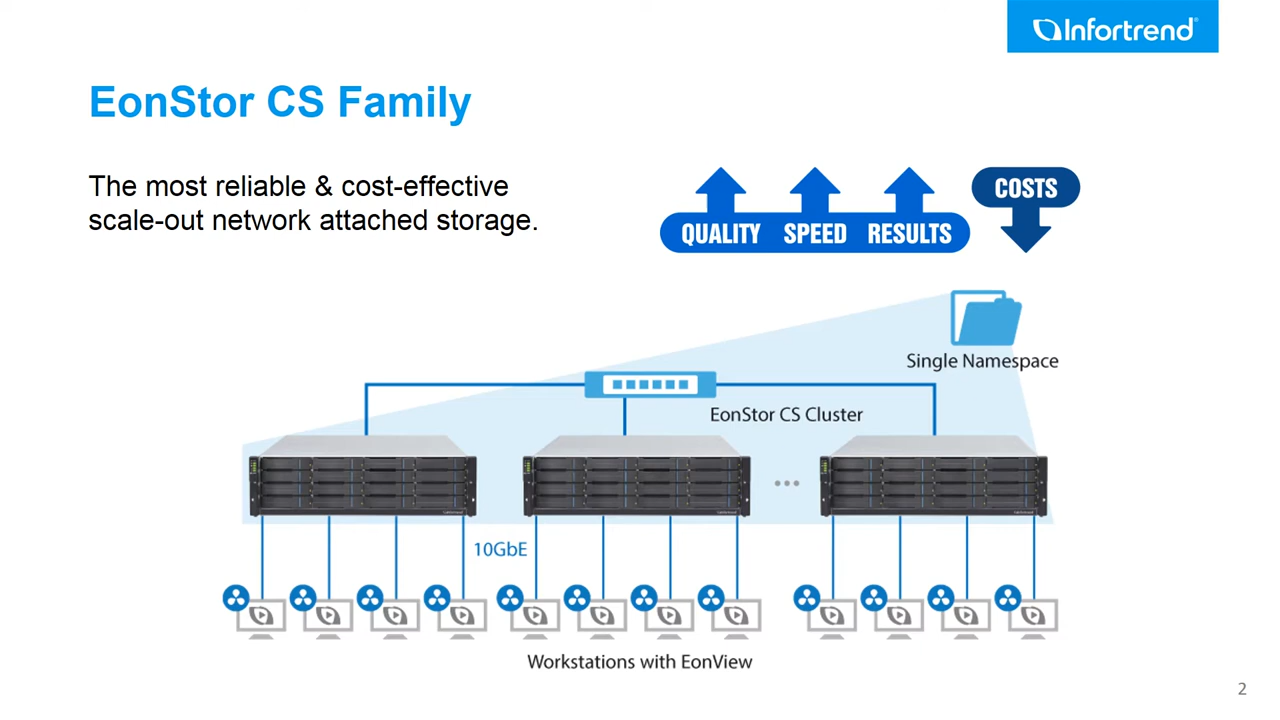 Infortrend
EonStor CS Family
The most reliable & cost-effective
scale-out network attached storage.
QUALITY SPEED RESULTS
COSTS
Single Namespace
EonStor CS Cluster
10GbE
Workstations with EonView
2